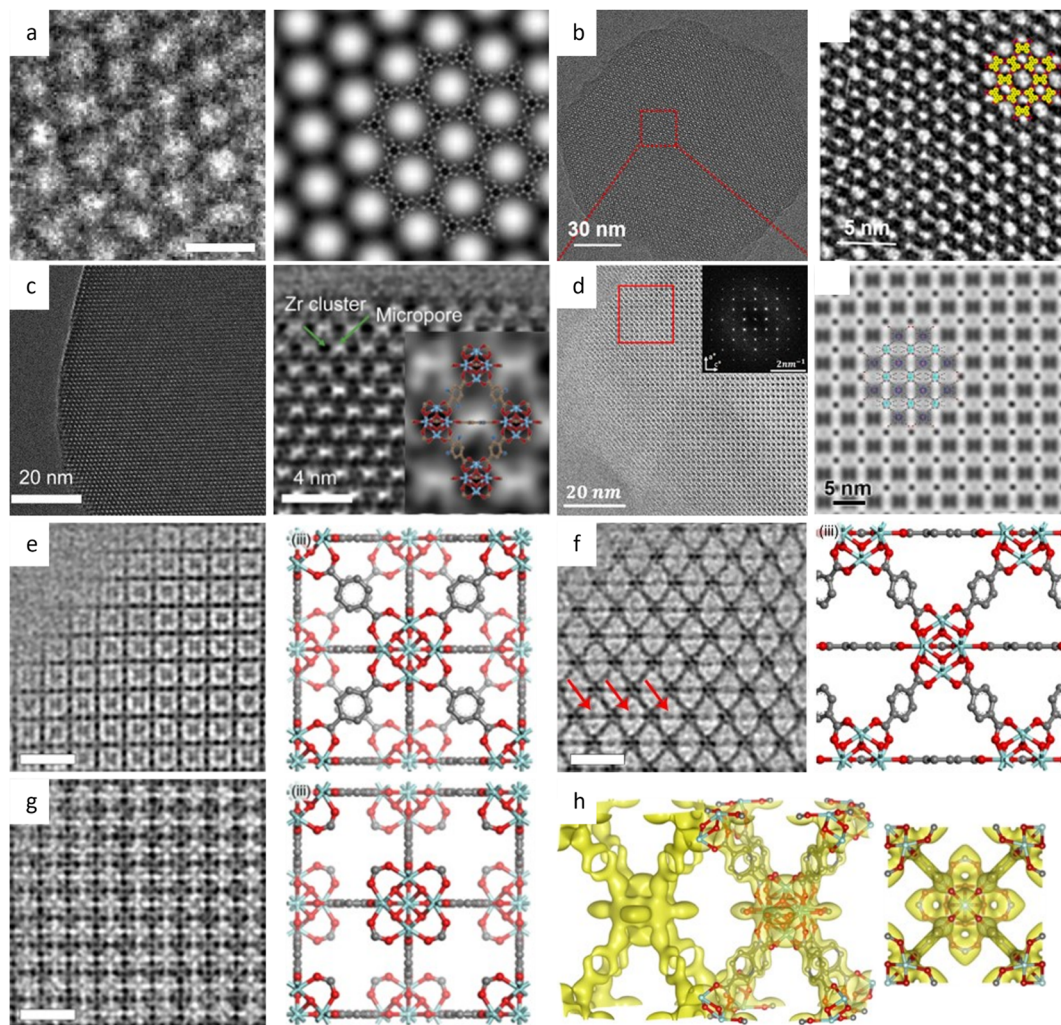 a
b
30 nm
5 nm
c
20 nm
Zr cluster
Micropore
4 nm
d
2nm⁻¹
20 nm
5 nm
e
(iii)
f
(iii)
g
(iii)
h